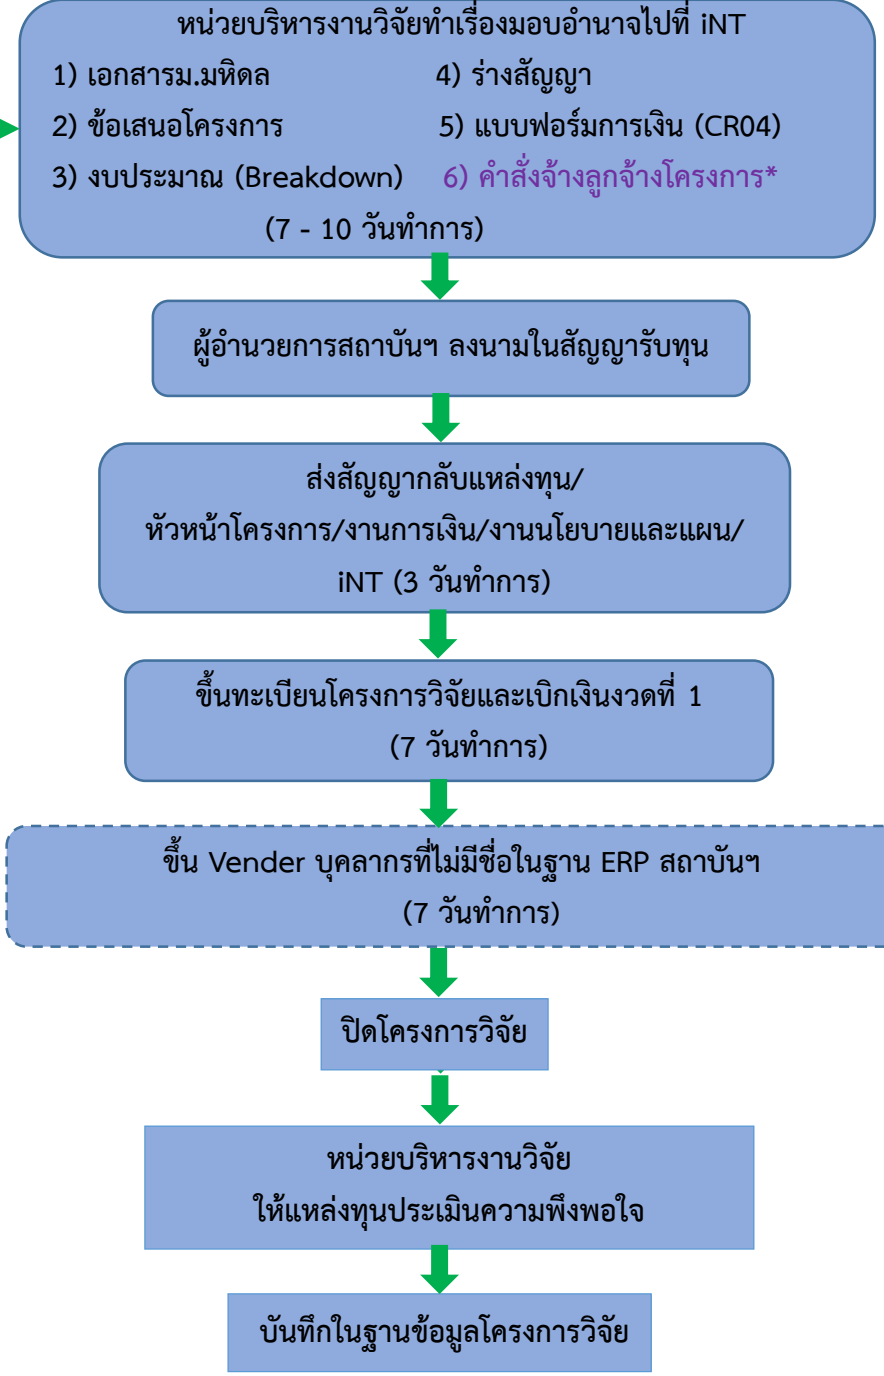 หน่วยบริหารงานวิจัยทำเรื่องมอบอำนาจไปที่ iNT
1) เอกสารม.มหิดล 4) ร่างสัญญา
2) ข้อเสนอโครงการ 5) แบบฟอร์มการเงิน (CR04)
3) งบประมาณ (Breakdown) 6) คำสั่งจ้างลูกจ้างโครงการ*
(7 - 10 วันทำการ)
ผู้อำนวยการสถาบันฯ ลงนามในสัญญารับทุน
ส่งสัญญากลับแหล่งทุน/
หัวหน้าโครงการ/งานการเงิน/งานนโยบายและแผน/
iNT (3 วันทำการ)
ขึ้นทะเบียนโครงการวิจัยและเบิกเงินงวดที่ 1
(7 วันทำการ)
ขึ้น Vender บุคลากรที่ไม่มีชื่อในฐาน ERP สถาบันฯ
(7 วันทำการ)
ปิดโครงการวิจัย
หน่วยบริหารงานวิจัย
ให้แหล่งทุนประเมินความพึงพอใจ
บันทึกในฐานข้อมูลโครงการวิจัย